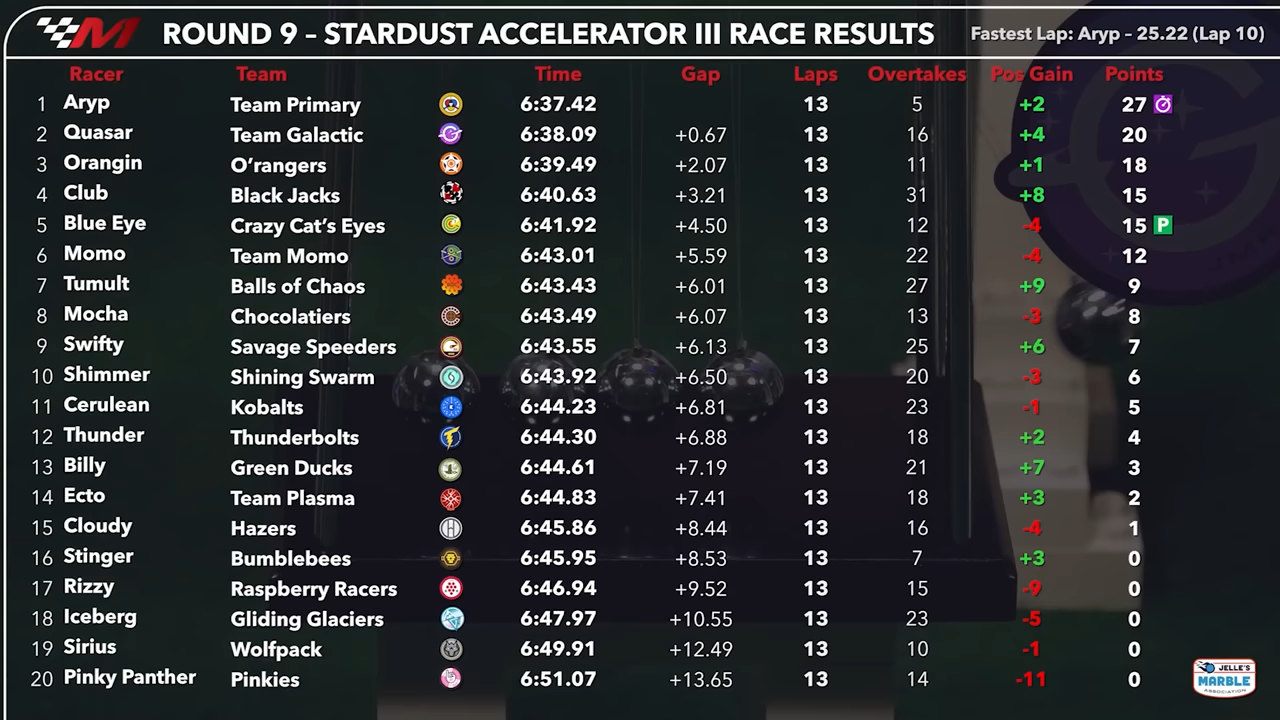 M1 ROUND 9 – STARDUST ACCELERATOR III RACE RESULTS Fastest Lap: Aryp – 25.22 (Lap 10)
Racer Team Time Gap Laps Overtakes Pos Gain Points
1 Aryp Team Primary 6:37.42 13 5 +2 27
2 Quasar Team Galactic 6:38.09 +0.67 13 16 +4 20
3 Orangin O'rangers 6:39.49 +2.07 13 11 +1 18
4 Club Black Jacks 6:40.63 +3.21 13 31 +8 15
5 Blue Eye Crazy Cat's Eyes 6:41.92 +4.50 13 12 -4 15 P
6 Momo Team Momo 6:43.01 +5.59 13 22 -4 12
7 Tumult Balls of Chaos 6:43.43 +6.01 13 27 +9 9
8 Mocha Chocolatiers 6:43.49 +6.07 13 13 -3 8
9 Swifty Savage Speeders 6:43.55 +6.13 13 25 +6 7
10 Shimmer Shining Swarm 6:43.92 +6.50 13 20 -3 6
11 Cerulean Kobalts 6:44.23 +6.81 13 23 -1 5
12 Thunder Thunderbolts 6:44.30 +6.88 13 18 +2 4
13 Billy Green Ducks 6:44.61 +7.19 13 21 +7 3
14 Ecto Team Plasma 6:44.83 +7.41 13 18 +3 2
15 Cloudy Hazers 6:45.86 +8.44 13 16 -4 1
16 Stinger Bumblebees 6:45.95 +8.53 13 7 +3 0
17 Rizzy Raspberry Racers 6:46.94 +9.52 13 15 -9 0
18 Iceberg Gliding Glaciers 6:47.97 +10.55 13 23 -5 0
19 Sirius Wolfpack 6:49.91 +12.49 13 10 -1 0
20 Pinky Panther Pinkies 6:51.07 +13.65 13 14 -11 0
JELLE'S
MARBLE
ASSOCIATION